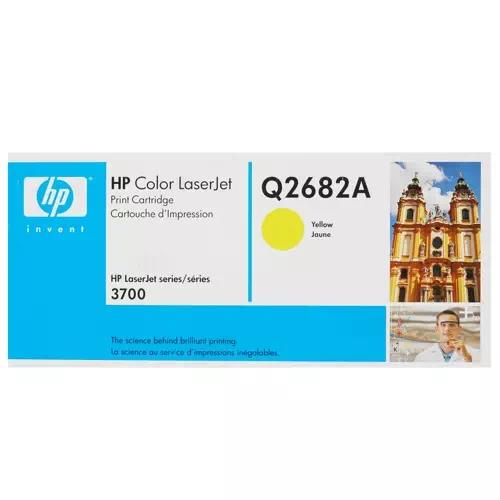 hp
invent
HP Color LaserJet
Print Cartridge
Cartouche d'Impression
HP LaserJet series/séries
3700
Q2682A
Yellow
Jaune
The science behind brilliant printing.
La science au service d'impressions inégalables.
K